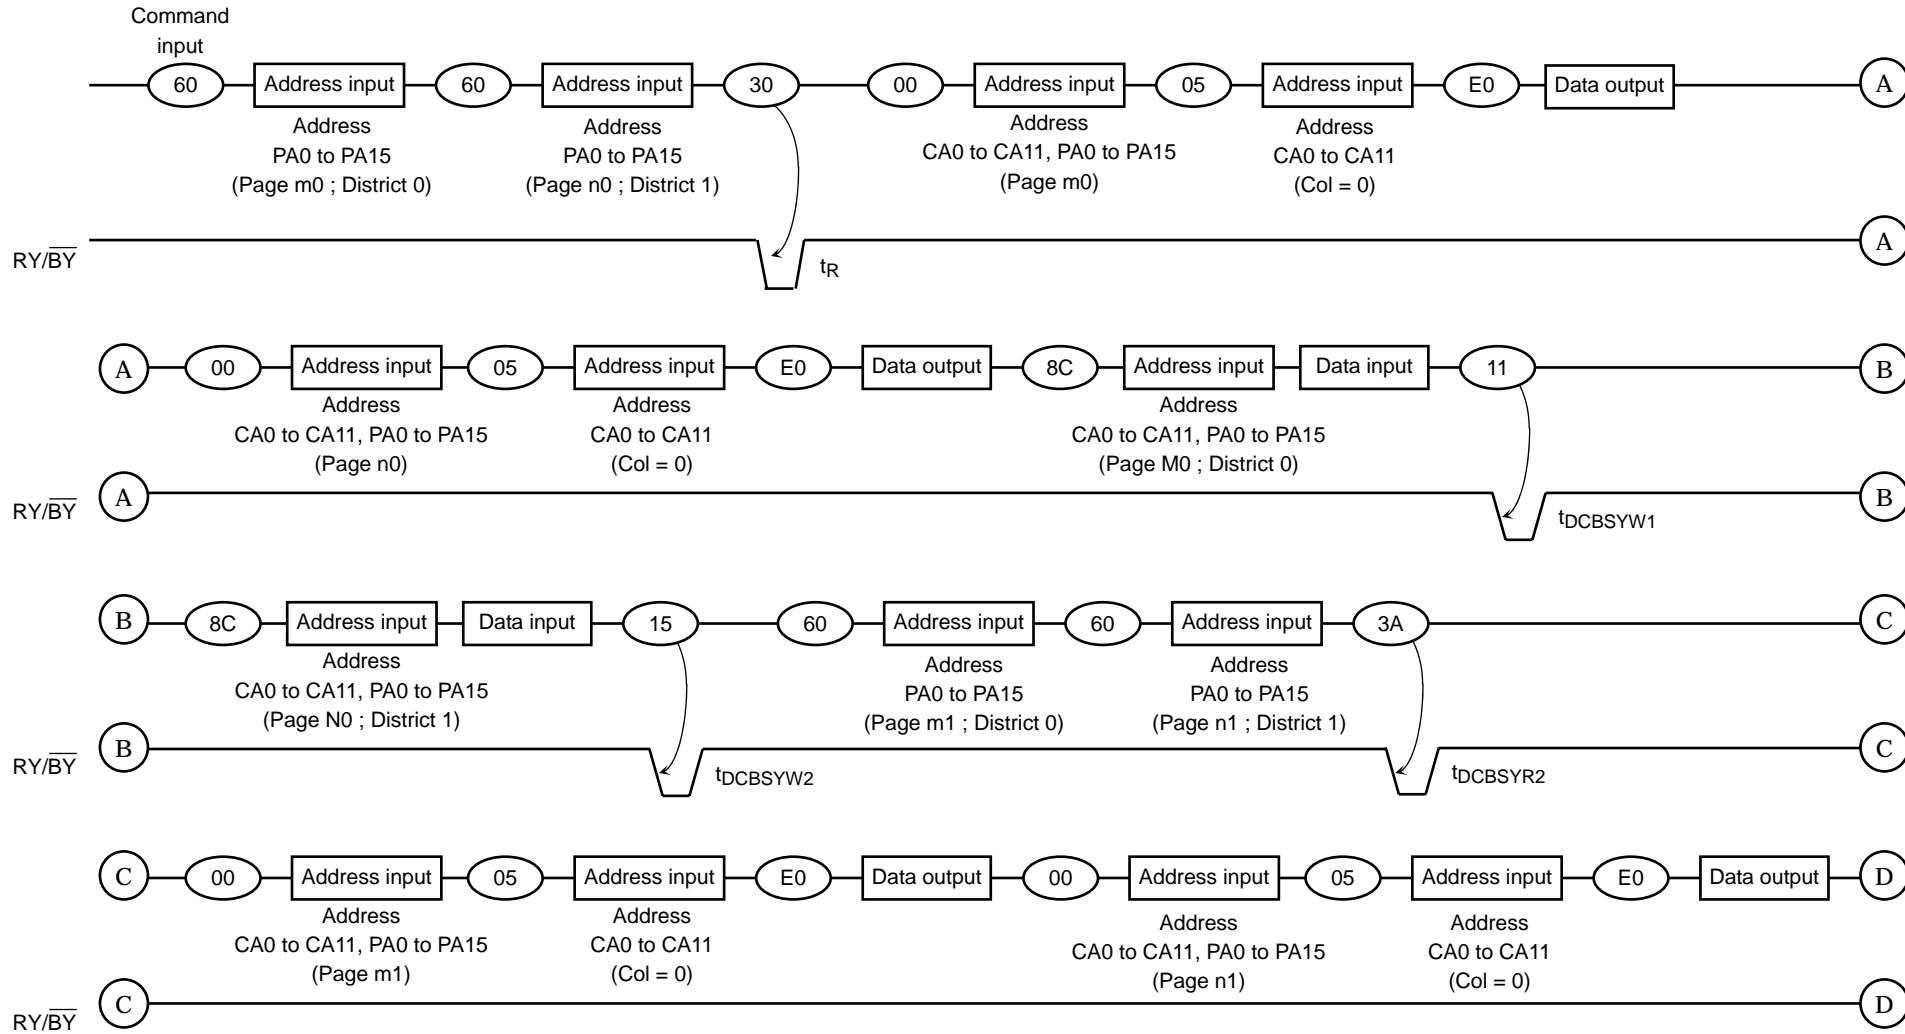 Command
input
60 Address input 60 Address input 30 00 Address input 05 Address input E0 Data output A
Address
PA0 to PA15
(Page m0 ; District 0)
Address
PA0 to PA15
(Page n0 ; District 1)
Address
CA0 to CA11, PA0 to PA15
(Page m0)
Address
CA0 to CA11
(Col = 0)
RY/B̅Y̅ tR A
A 00 Address input 05 Address input E0 Data output 8C Address input Data input 11 B
Address
CA0 to CA11, PA0 to PA15
(Page n0)
Address
CA0 to CA11
(Col = 0)
Address
CA0 to CA11, PA0 to PA15
(Page M0 ; District 0)
RY/B̅Y̅ A tDCBSYW1 B
B 8C Address input Data input 15 60 Address input 60 Address input 3A C
Address
CA0 to CA11, PA0 to PA15
(Page N0 ; District 1)
Address
PA0 to PA15
(Page m1 ; District 0)
Address
PA0 to PA15
(Page n1 ; District 1)
RY/B̅Y̅ B tDCBSYW2 tDCBSYR2 C
C 00 Address input 05 Address input E0 Data output 00 Address input 05 Address input E0 Data output D
Address
CA0 to CA11, PA0 to PA15
(Page m1)
Address
CA0 to CA11
(Col = 0)
Address
CA0 to CA11, PA0 to PA15
(Page n1)
Address
CA0 to CA11
(Col = 0)
RY/B̅Y̅ C D